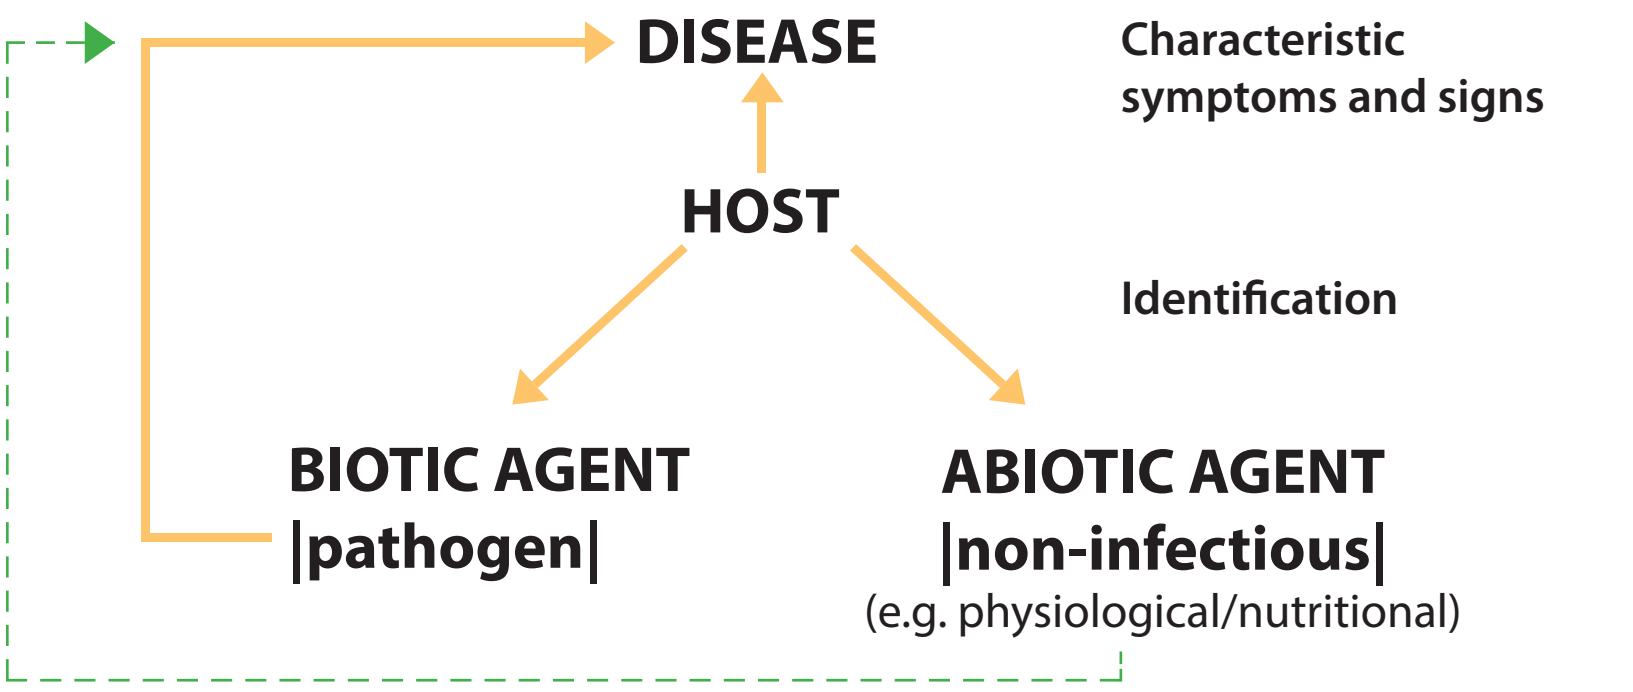 DISEASE
Characteristic
symptoms and signs
HOST
Identification
BIOTIC AGENT
|pathogen|
ABIOTIC AGENT
|non-infectious|
(e.g. physiological/nutritional)